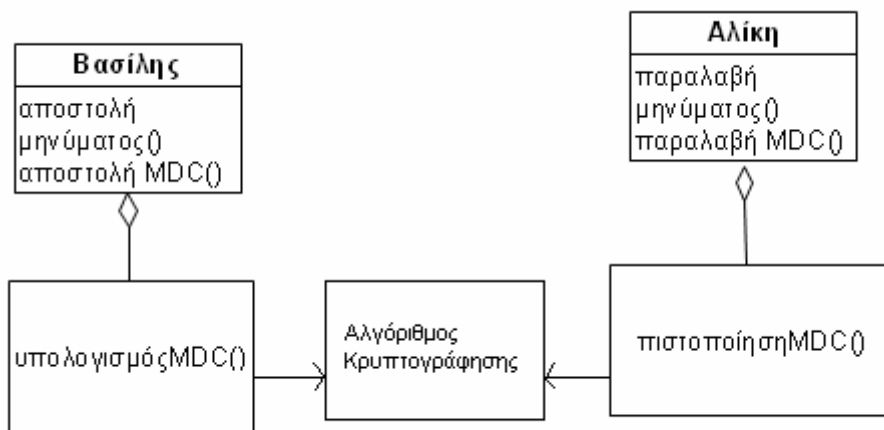 Βασίλης
αποστολή
μηνύματος()
αποστολή MDC()
Αλίκη
παραλαβή
μηνύματος()
παραλαβή MDC()
υπολογισμόςMDC()
Αλγόριθμος
Κρυπτογράφησης
πιστοποίησηMDC()